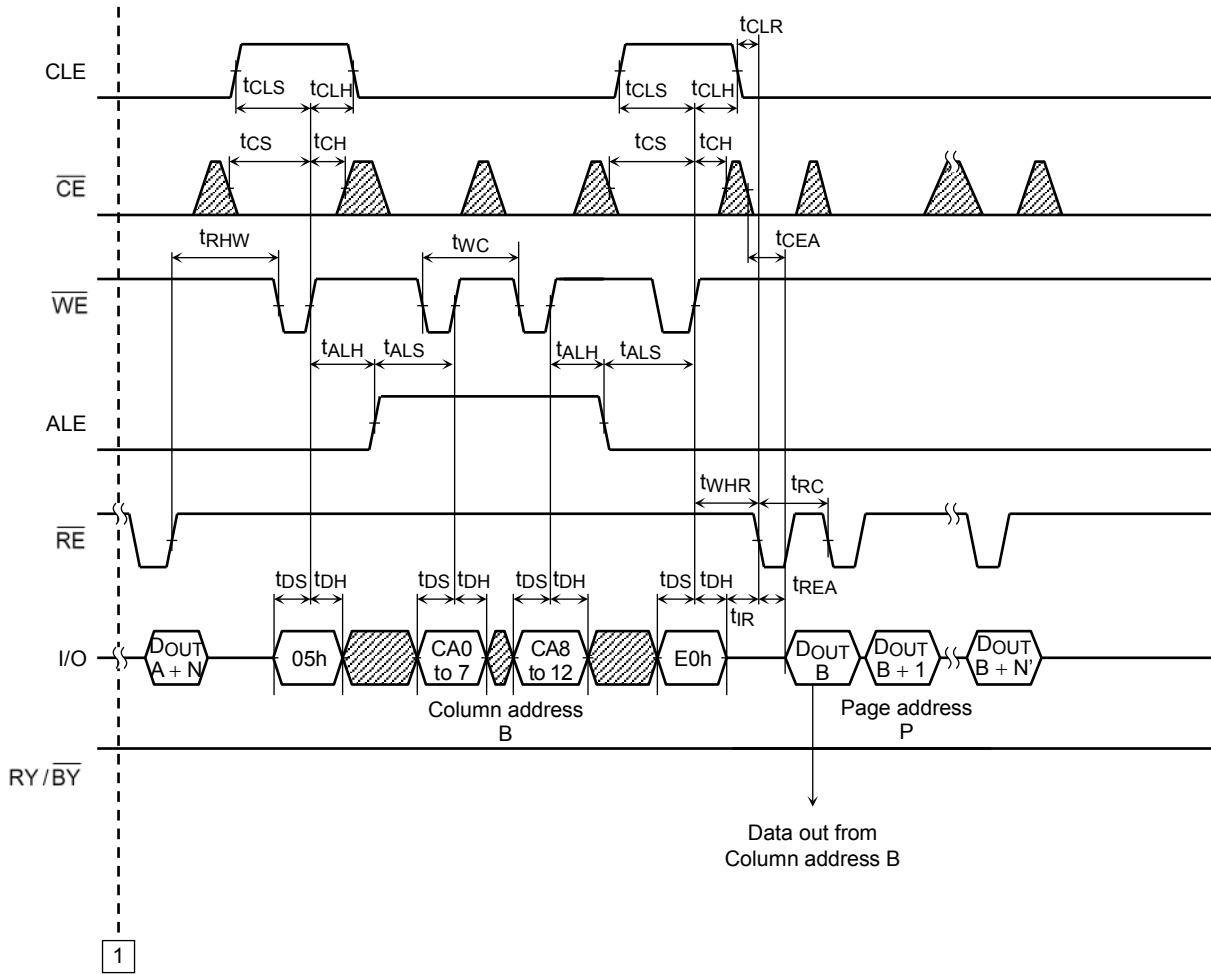 tCLR
CLE
tCLS tCLH tCLS tCLH
tCS tCH tCS tCH
CE
tRHW tWC tCEA
WE
tALH tALS tALH tALS
ALE
tWHR tRC
RE
tDS tDH tDS tDH tDS tDH tDS tDH tIR tREA
I/O
DOUT
A + N
05h
CA0
to 7
CA8
to 12
E0h
DOUT
B
DOUT
B + 1
DOUT
B + N’
Column address
B
Page address
P
RY / BY
Data out from
Column address B
1